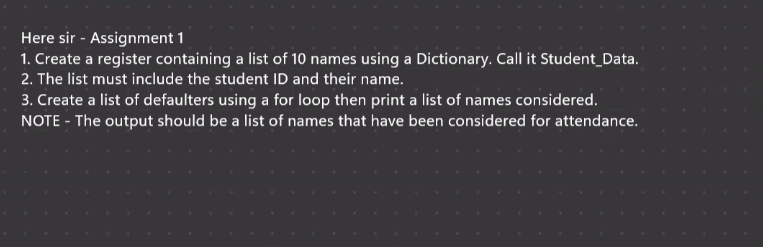 Here sir - Assignment 1
1. Create a register containing a list of 10 names using a Dictionary. Call it Student_Data.
2. The list must include the student ID and their name.
3. Create a list of defaulters using a for loop then print a list of names considered.
NOTE - The output should be a list of names that have been considered for attendance.